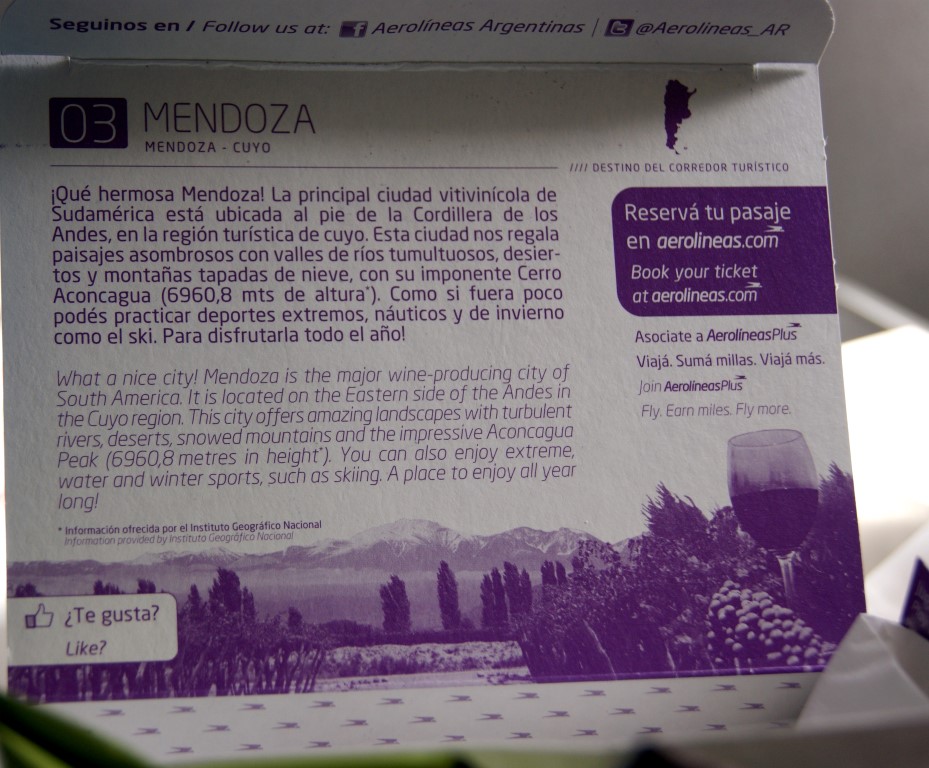 Seguinos en / Follow us at: f Aerolíneas Argentinas | @Aerolineas_AR
03 MENDOZA
MENDOZA - CUYO
//// DESTINO DEL CORREDOR TURÍSTICO
¡Qué hermosa Mendoza! La principal ciudad vitivinícola de
Sudamérica está ubicada al pie de la Cordillera de los
Andes, en la región turística de cuyo. Esta ciudad nos regala
paisajes asombrosos con valles de ríos tumultuosos, desier-
tos y montañas tapadas de nieve, con su imponente Cerro
Aconcagua (6960,8 mts de altura*). Como si fuera poco
podés practicar deportes extremos, náuticos y de invierno
como el ski. Para disfrutarla todo el año!
What a nice city! Mendoza is the major wine-producing city of
South America. It is located on the Eastern side of the Andes in
the Cuyo region. This city offers amazing landscapes with turbulent
rivers, deserts, snowed mountains and the impressive Aconcagua
Peak (6960,8 metres in height*). You can also enjoy extreme,
water and winter sports, such as skiing. A place to enjoy all year
long!
* Información ofrecida por el Instituto Geográfico Nacional
Information provided by Instituto Geográfico Nacional
Reservá tu pasaje
en aerolineas.com
Book your ticket
at aerolineas.com
Asociate a AerolíneasPlus
Viajá. Sumá millas. Viajá más.
Join AerolíneasPlus
Fly. Earn miles. Fly more.
¿Te gusta?
Like?